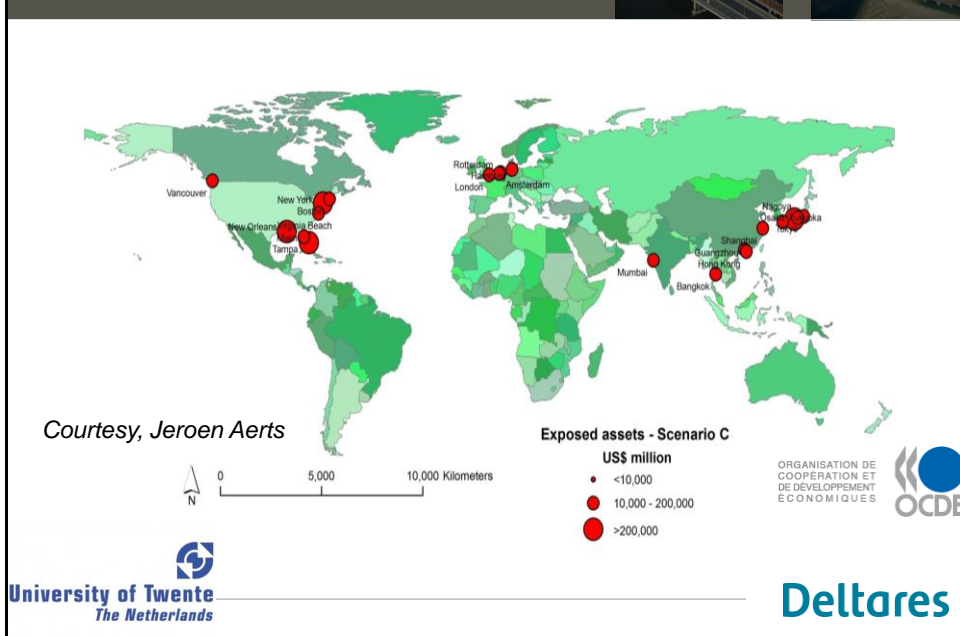 Vancouver
New York
Boston
New Orleans
Virginia Beach
Tampa
Rotterdam
London
Amsterdam
Mumbai
Bangkok
Nagoya
Osaka
Tokyo
Shanghai
Guangzhou
Hong Kong
Courtesy, Jeroen Aerts
N
0 5,000 10,000 Kilometers
Exposed assets - Scenario C
US$ million
<10,000
10,000 - 200,000
>200,000
ORGANISATION DE
COOPÉRATION ET
DE DÉVELOPPEMENT
ÉCONOMIQUES
OCDE
University of Twente
The Netherlands
Deltares